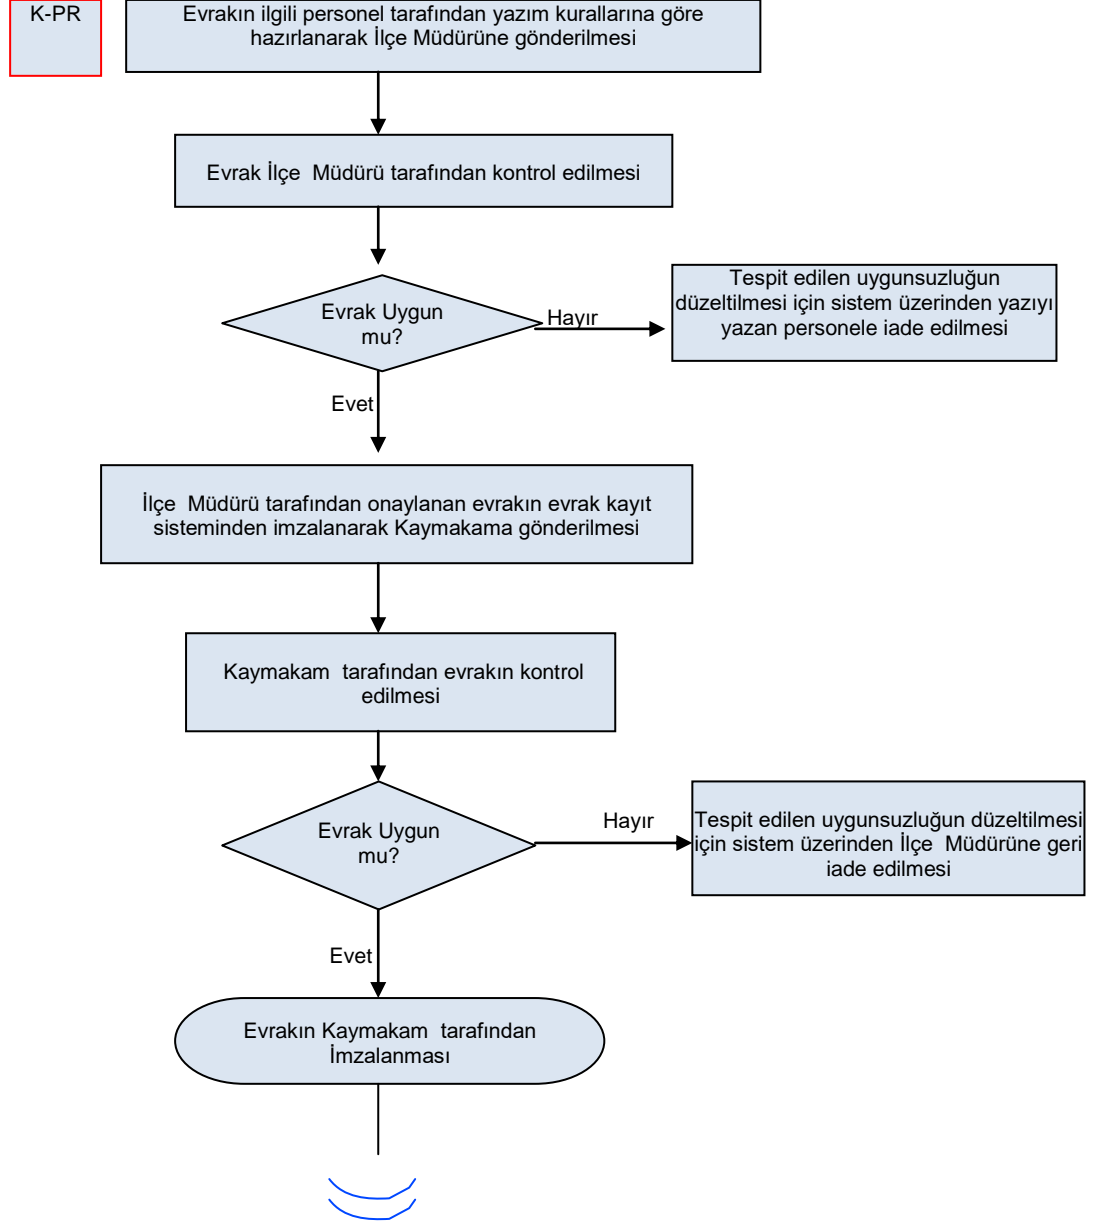 K-PR
Evrakın ilgili personel tarafından yazım kurallarına göre
hazırlanarak İlçe Müdürüne gönderilmesi
Evrak İlçe  Müdürü tarafından kontrol edilmesi
Evrak Uygun
mu?
Hayır
Tespit edilen uygunsuzluğun
düzeltilmesi için sistem üzerinden yazıyı
yazan personele iade edilmesi
Evet
İlçe  Müdürü tarafından onaylanan evrakın evrak kayıt
sisteminden imzalanarak Kaymakama gönderilmesi
Kaymakam  tarafından evrakın kontrol
edilmesi
Evrak Uygun
mu?
Hayır
Tespit edilen uygunsuzluğun düzeltilmesi
için sistem üzerinden İlçe  Müdürüne geri
iade edilmesi
Evet
Evrakın Kaymakam  tarafından
İmzalanması